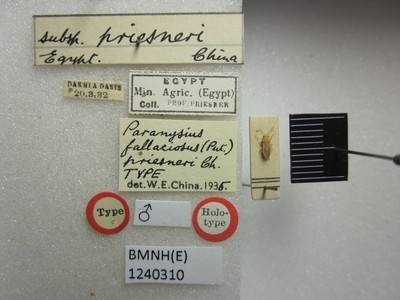 subsp. priesneri
Egypt. China
DAKHLA OASIS
20.3.32
EGYPT
Min. Agric. (Egypt)
Coll. PROF. PRIESNER
Paranysius
fallaciosus (Put.)
priesneri Ch.
TYPE
det. W.E. China. 1936.
Type
♂
Holo-
type
BMNH(E)
1240310